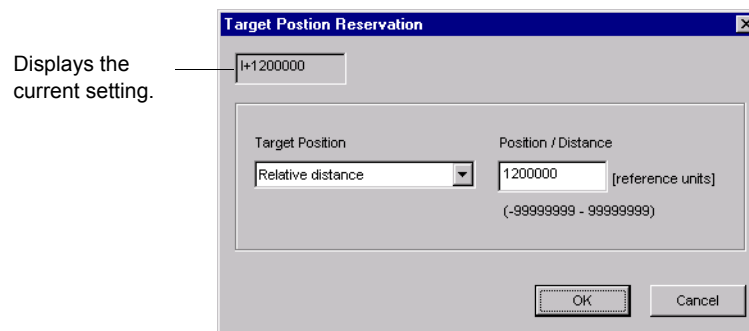 Target Postion Reservation
Displays the
current setting.
I+1200000
Target Position
Position / Distance
Relative distance
1200000
[reference units]
(-99999999 - 99999999)
OK
Cancel